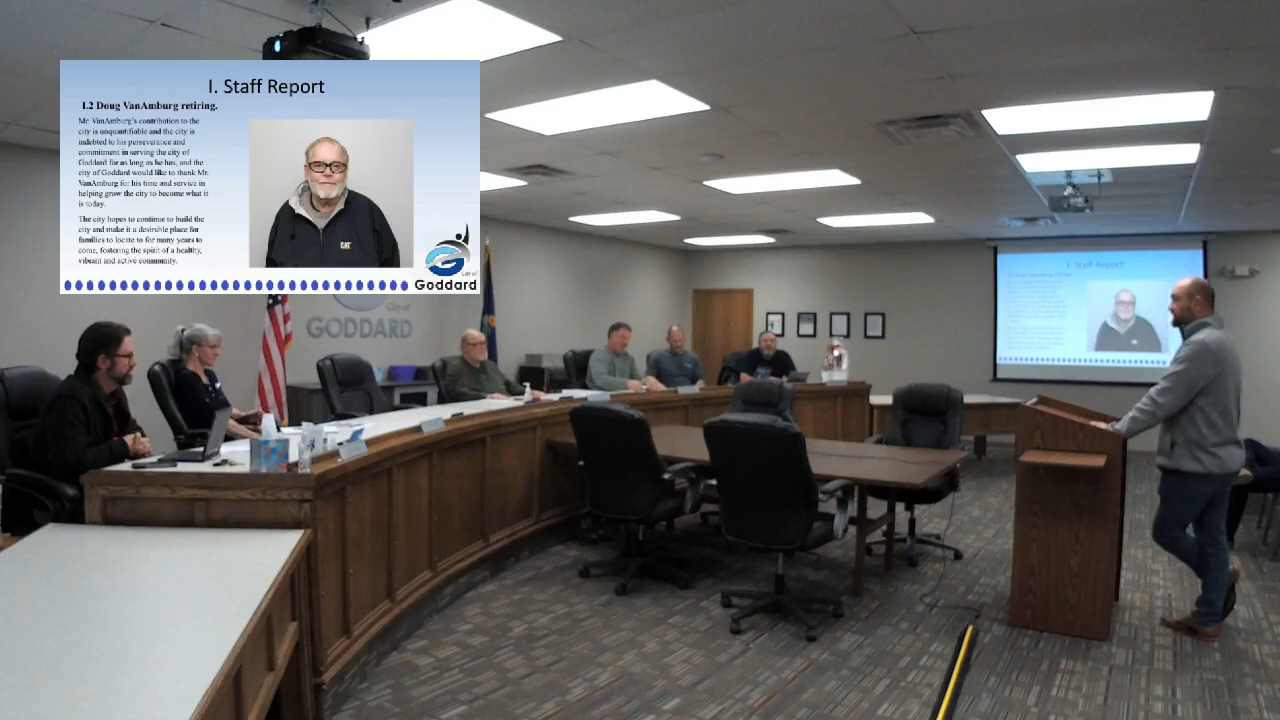 I. Staff Report
I.2 Doug VanAmburg retiring.
Mr. VanAmburg's contribution to the
city is unquantifiable and the city is
indebted to his perseverance and
commitment in serving the city of
Goddard for as long as he has, and the
city of Goddard would like to thank Mr.
VanAmburg for his time and service in
helping grow the city to become what it
is today.
The city hopes to continue to build the
city and make it a desirable place for
families to locate to for many years to
come, fostering the spirit of a healthy,
vibrant and active community.
CAT
City of
Goddard
City of
GODDARD
I. Staff Report